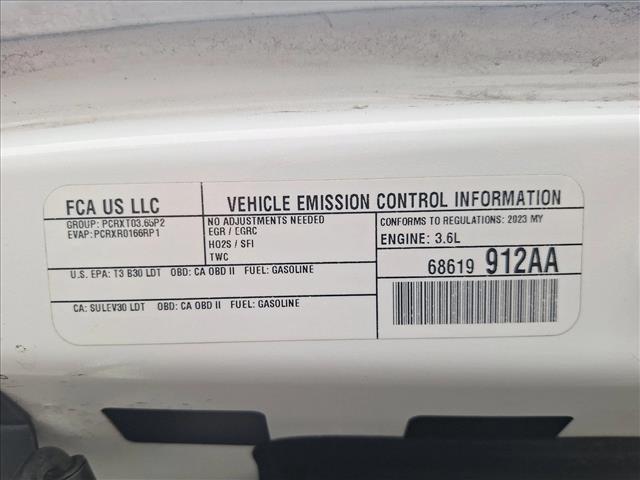 FCA US LLC
GROUP: PCRXT03.65P2
EVAP: PCRXR0166RP1
VEHICLE EMISSION CONTROL INFORMATION
NO ADJUSTMENTS NEEDED
EGR / EGRC
HO2S / SFI
TWC
CONFORMS TO REGULATIONS: 2023 MY
ENGINE: 3.6L
U.S. EPA: T3 B30 LDT OBD: CA OBD II FUEL: GASOLINE
CA: SULEV30 LDT OBD: CA OBD II FUEL: GASOLINE
68619 912AA